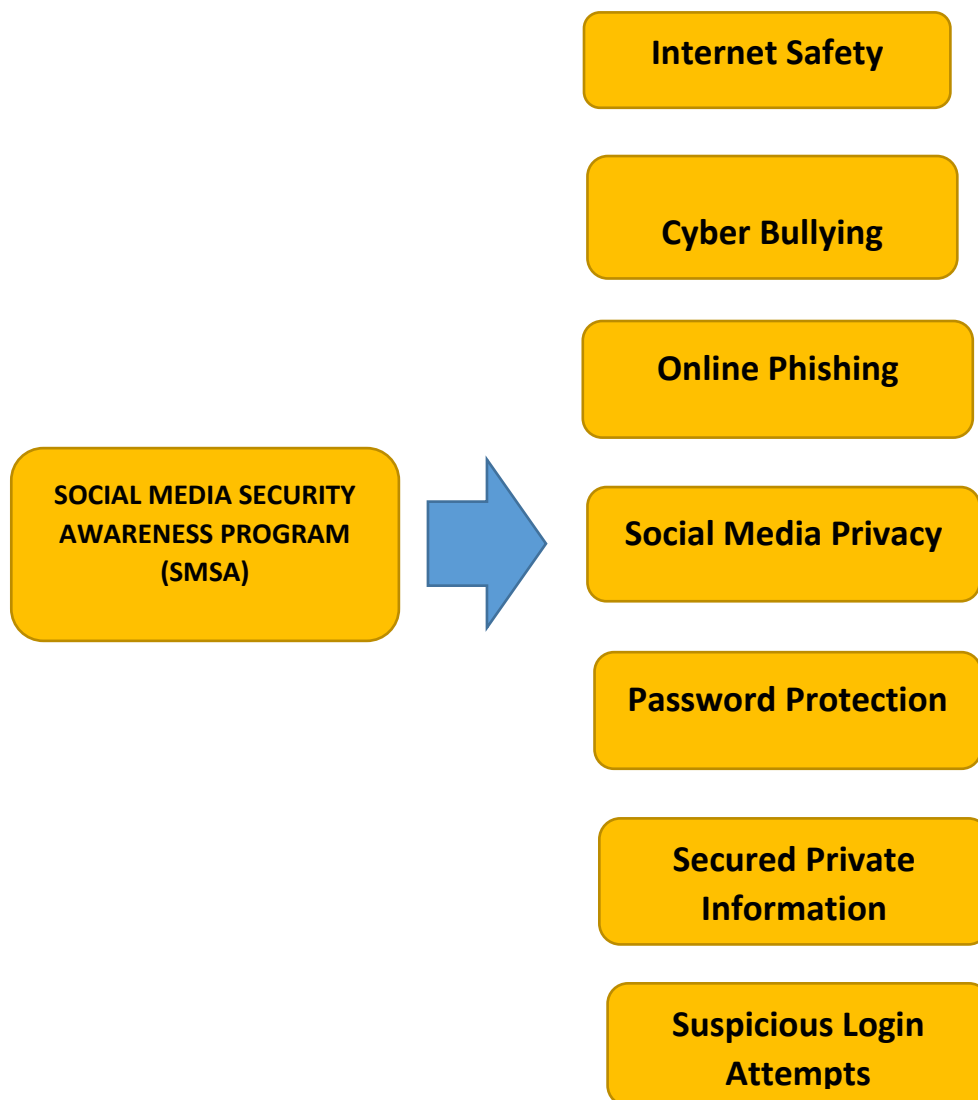 Internet Safety
Cyber Bullying
Online Phishing
SOCIAL MEDIA SECURITY
AWARENESS PROGRAM
(SMSA)
Social Media Privacy
Password Protection
Secured Private
Information
Suspicious Login
Attempts